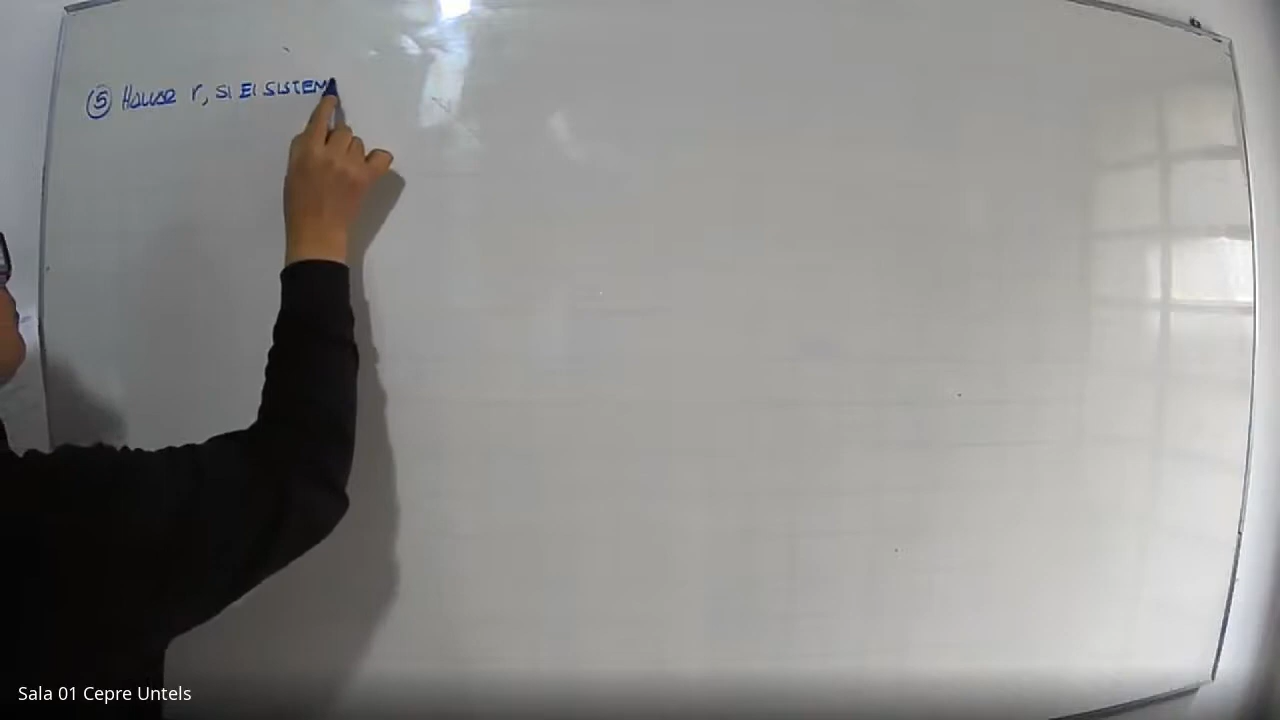 ⑤ Hallar r, si El sistem
Sala 01 Cepre Untels